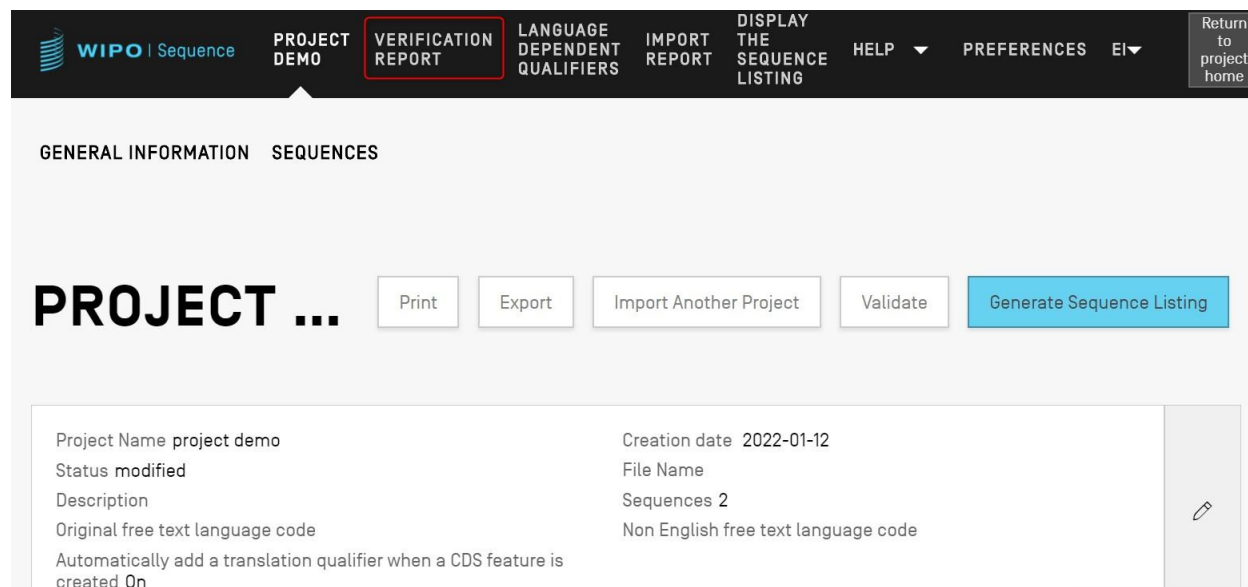 WIPO | Sequence
PROJECT
DEMO
VERIFICATION
REPORT
LANGUAGE
DEPENDENT
QUALIFIERS
IMPORT
REPORT
DISPLAY
THE
SEQUENCE
LISTING
HELP
PREFERENCES
EI
Return
to
project
home
GENERAL INFORMATION
SEQUENCES
PROJECT ...
Print
Export
Import Another Project
Validate
Generate Sequence Listing
Project Name project demo
Status modified
Description
Original free text language code
Automatically add a translation qualifier when a CDS feature is
created On
Creation date 2022-01-12
File Name
Sequences 2
Non English free text language code